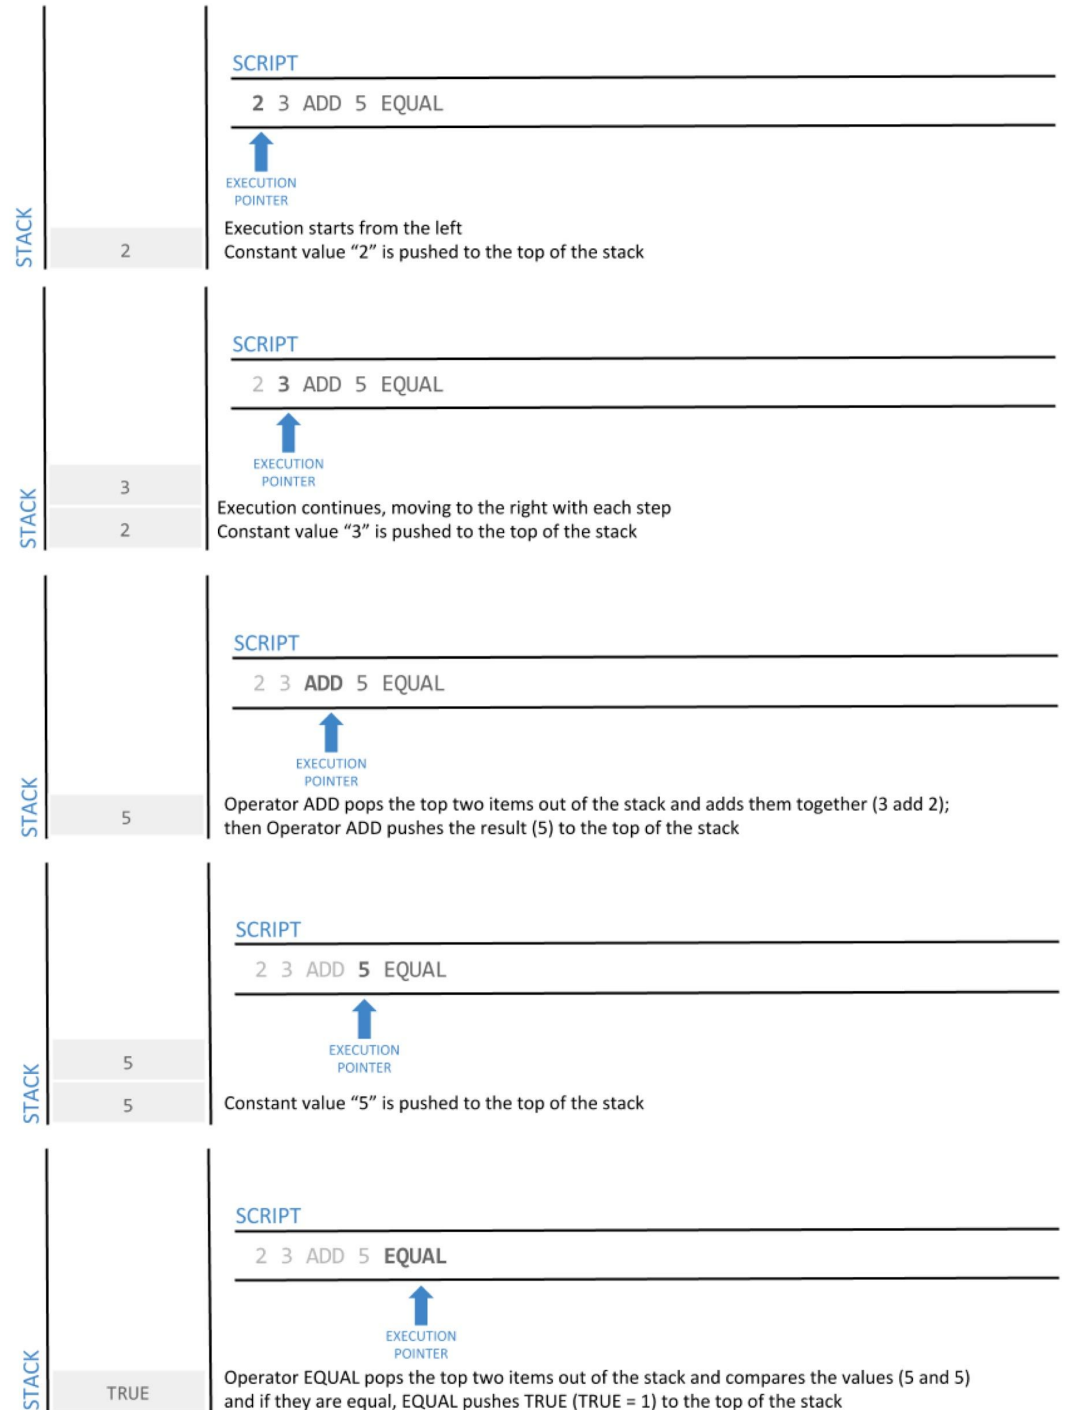 SCRIPT
2 3 ADD 5 EQUAL
EXECUTION
POINTER
STACK
2
Execution starts from the left
Constant value “2” is pushed to the top of the stack
SCRIPT
2 3 ADD 5 EQUAL
EXECUTION
POINTER
STACK
3
2
Execution continues, moving to the right with each step
Constant value “3” is pushed to the top of the stack
SCRIPT
2 3 ADD 5 EQUAL
EXECUTION
POINTER
STACK
5
Operator ADD pops the top two items out of the stack and adds them together (3 add 2);
then Operator ADD pushes the result (5) to the top of the stack
SCRIPT
2 3 ADD 5 EQUAL
EXECUTION
POINTER
STACK
5
5
Constant value “5” is pushed to the top of the stack
SCRIPT
2 3 ADD 5 EQUAL
EXECUTION
POINTER
STACK
TRUE
Operator EQUAL pops the top two items out of the stack and compares the values (5 and 5)
and if they are equal, EQUAL pushes TRUE (TRUE = 1) to the top of the stack